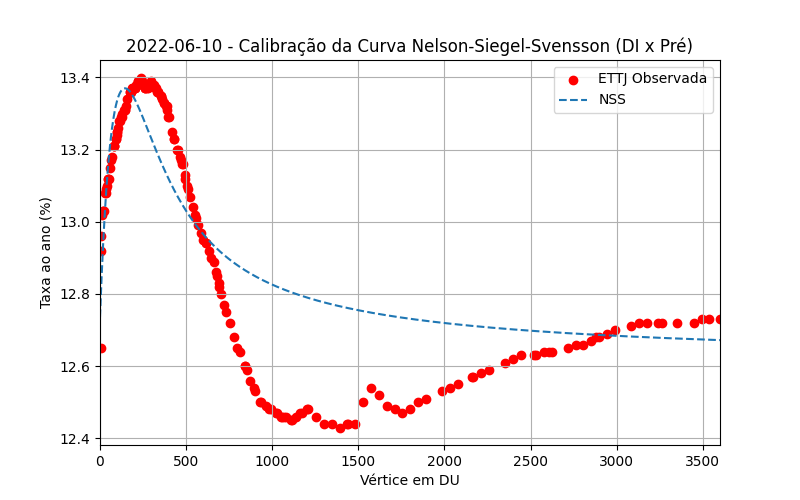 2022-06-10 - Calibração da Curva Nelson-Siegel-Svensson (DI x Pré)
ETTJ Observada
NSS
Taxa ao ano (%)
13.4
13.2
13.0
12.8
12.6
12.4
0 500 1000 1500 2000 2500 3000 3500
Vértice em DU